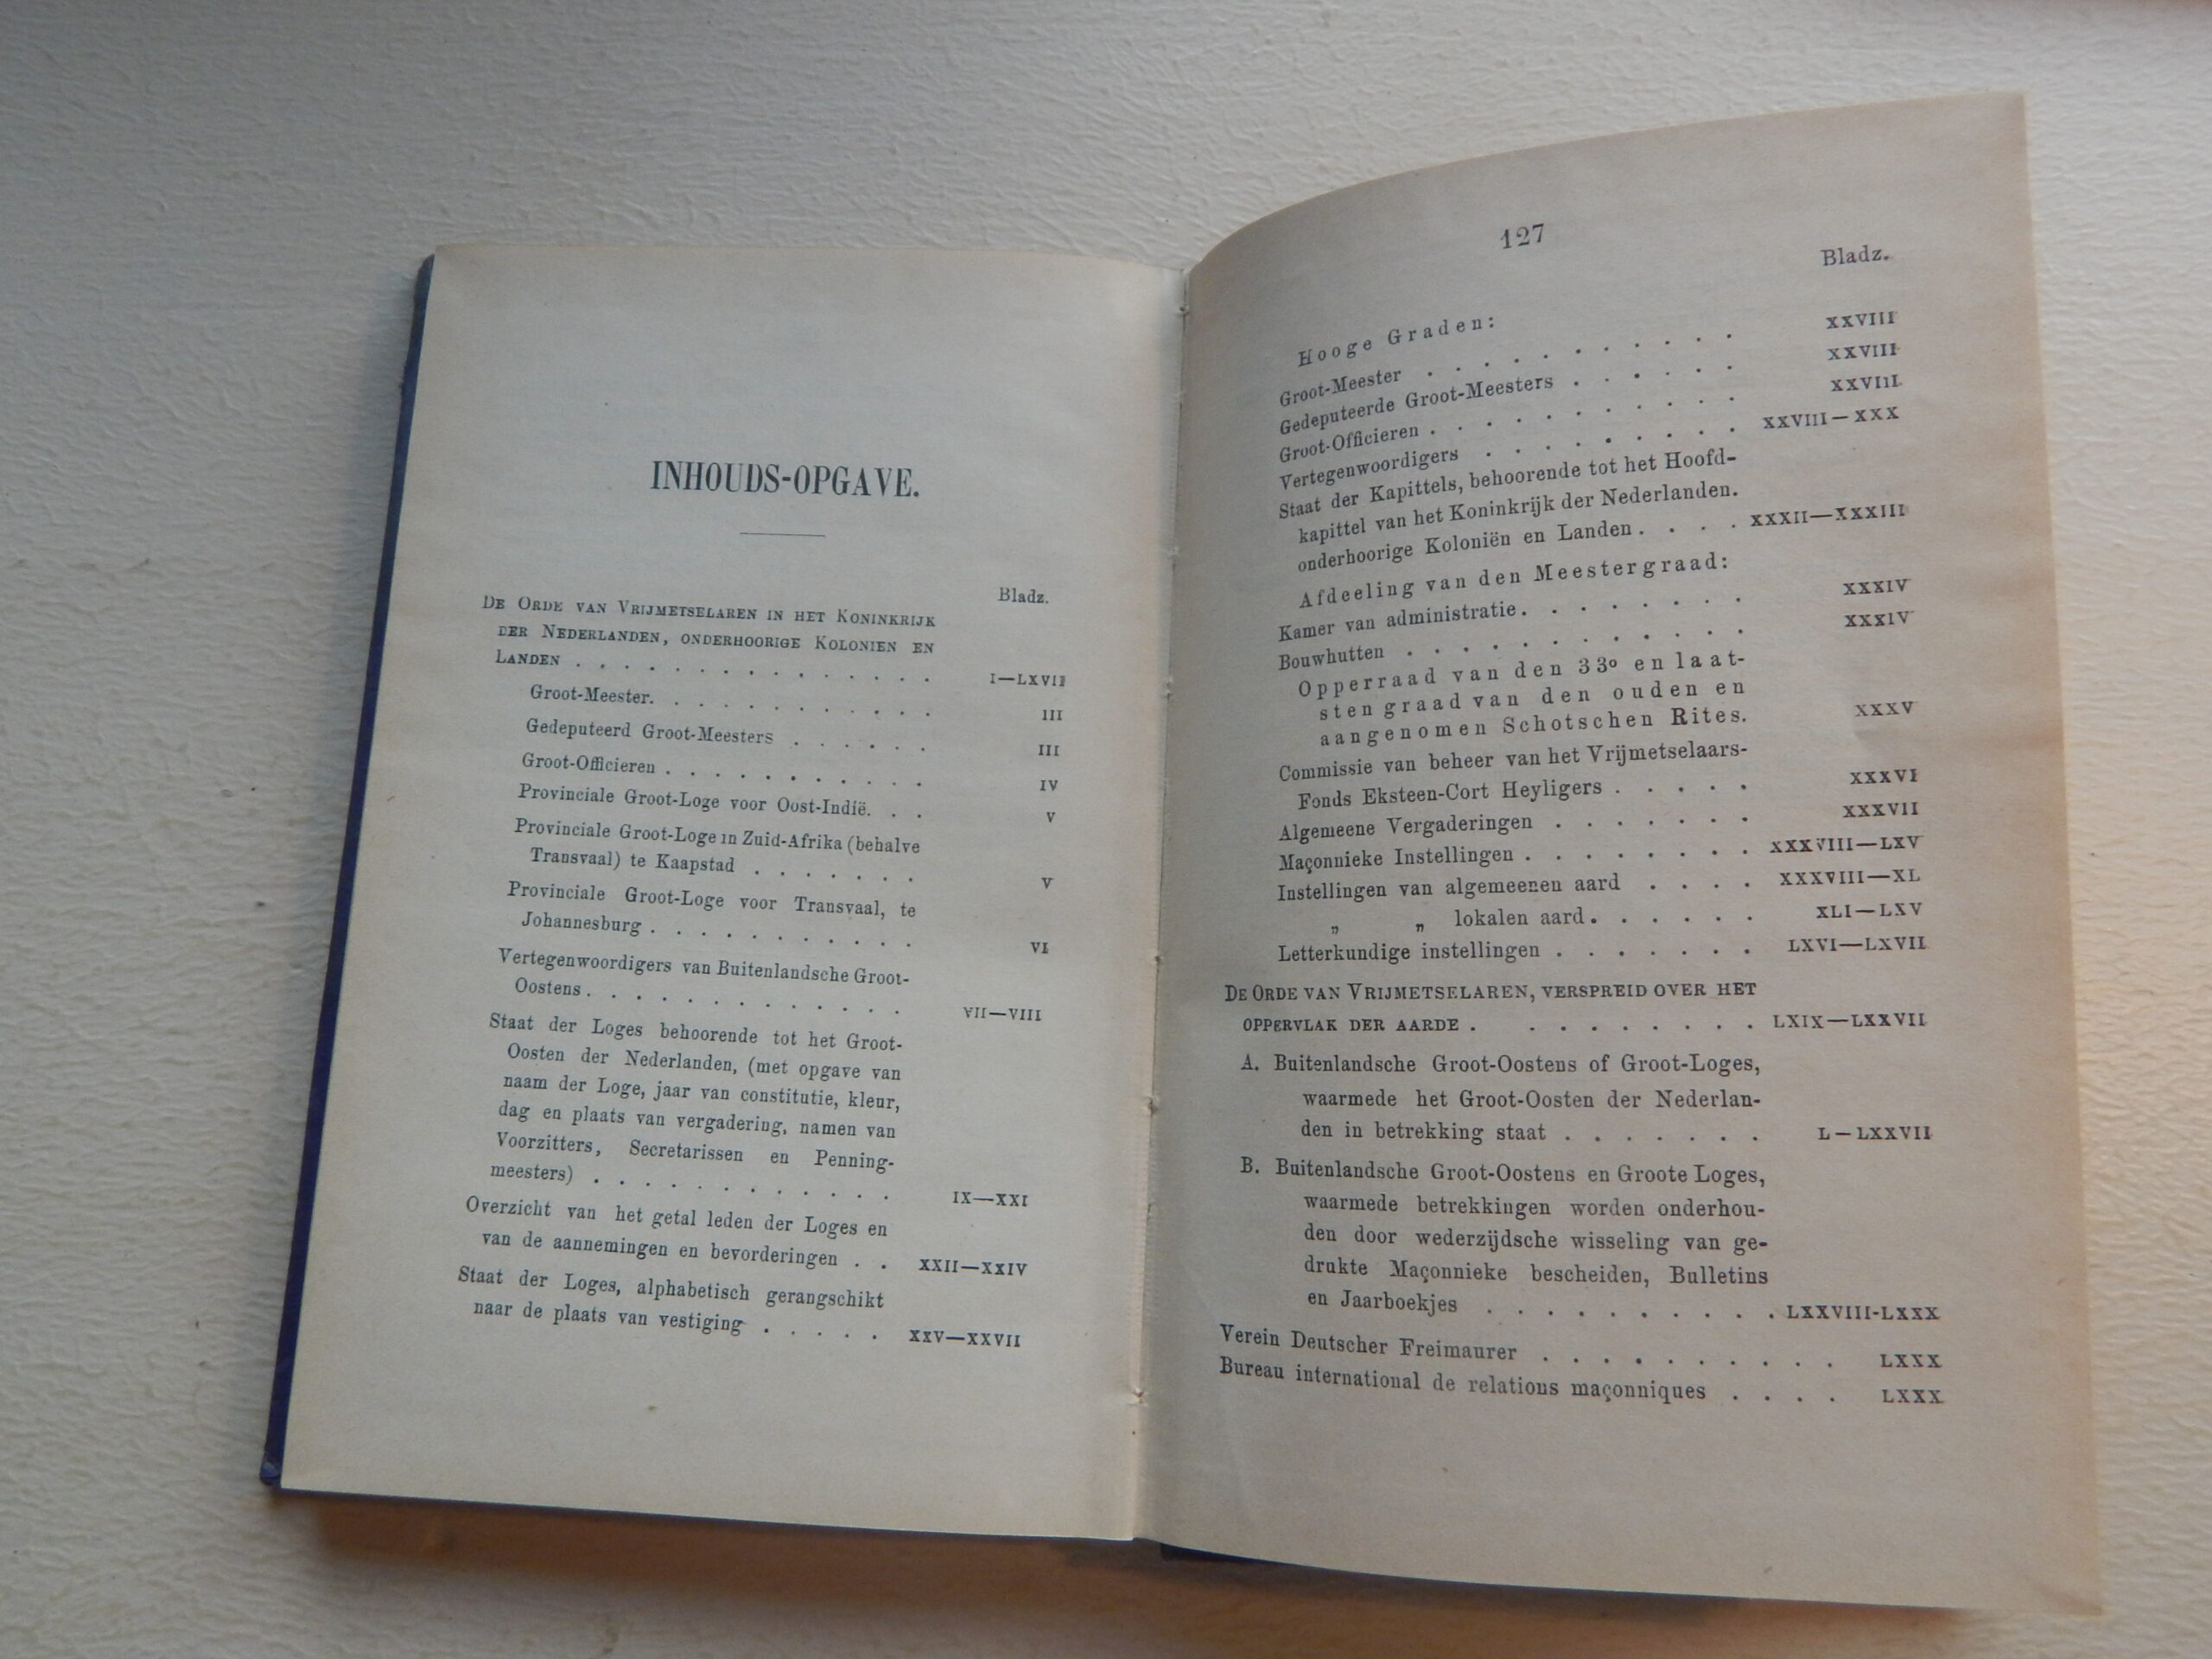 INHOUDS-OPGAVE.
Bladz.
DE ORDE VAN VRIJMETSELAREN IN HET KONINKRIJK
DER NEDERLANDEN, ONDERHOORIGE KOLONIEN EN
LANDEN . . . . . . . . . . . . . I—LXVII
Groot-Meester. . . . . . . . . . . III
Gedeputeerd Groot-Meesters . . . . . . III
Groot-Officieren . . . . . . . . . . . IV
Provinciale Groot-Loge voor Oost-Indië. . . V
Provinciale Groot-Loge in Zuid-Afrika (behalve
Transvaal) te Kaapstad . . . . . . . V
Provinciale Groot-Loge voor Transvaal, te
Johannesburg . . . . . . . . . . . VI
Vertegenwoordigers van Buitenlandsche Groot-
Oostens . . . . . . . . . . . . . VII—VIII
Staat der Loges behoorende tot het Groot-
Oosten der Nederlanden, (met opgave van
naam der Loge, jaar van constitutie, kleur,
dag en plaats van vergadering, namen van
Voorzitters, Secretarissen en Penning-
meesters) . . . . . . . . . . . . IX—XXI
Overzicht van het getal leden der Loges en
van de aannemingen en bevorderingen . . XXII—XXIV
Staat der Loges, alphabetisch gerangschikt
naar de plaats van vestiging . . . . . XXV—XXVII
127
Bladz.
Hooge Graden:
Groot-Meester . . . . . . . . . . . XXVIII
Gedeputeerde Groot-Meesters . . . . . . XXVIII
Groot-Officieren . . . . . . . . . . . XXVIII
Vertegenwoordigers . . . . . . . . . XXVIII—XXX
Staat der Kapittels, behoorende tot het Hoofd-
kapittel van het Koninkrijk der Nederlanden.
onderhoorige Koloniën en Landen . . . . XXXII—XXXIII
Afdeeling van den Meestergraad:
Kamer van administratie . . . . . . . . XXXIV
Bouwhutten . . . . . . . . . . . XXXIV
Opperraad van den 33o en laat-
sten graad van den ouden en
aangenomen Schotschen Rites. XXXV
Commissie van beheer van het Vrijmetselaars-
Fonds Eksteen-Cort Heyligers . . . . . XXXVI
Algemeene Vergaderingen . . . . . . . XXXVII
Maçonnieke Instellingen . . . . . . . . XXXVIII—LXV
Instellingen van algemeenen aard . . . . XXXVIII—XL
„ „ lokalen aard . . . . . . XLI—LXV
Letterkundige instellingen . . . . . . . LXVI—LXVII
DE ORDE VAN VRIJMETSELAREN, VERSPREID OVER HET
OPPERVLAK DER AARDE . . . . . . . . . LXIX—LXXVII
A. Buitenlandsche Groot-Oostens of Groot-Loges,
waarmede het Groot-Oosten der Nederlan-
den in betrekking staat . . . . . . . L—LXXVII
B. Buitenlandsche Groot-Oostens en Groote Loges,
waarmede betrekkingen worden onderhou-
den door wederzijdsche wisseling van ge-
drukte Maçonnieke bescheiden, Bulletins
en Jaarboekjes . . . . . . . . . . LXXVIII-LXXX
Verein Deutscher Freimaurer . . . . . . . . . . LXXX
Bureau international de relations maçonniques . . . . LXXX